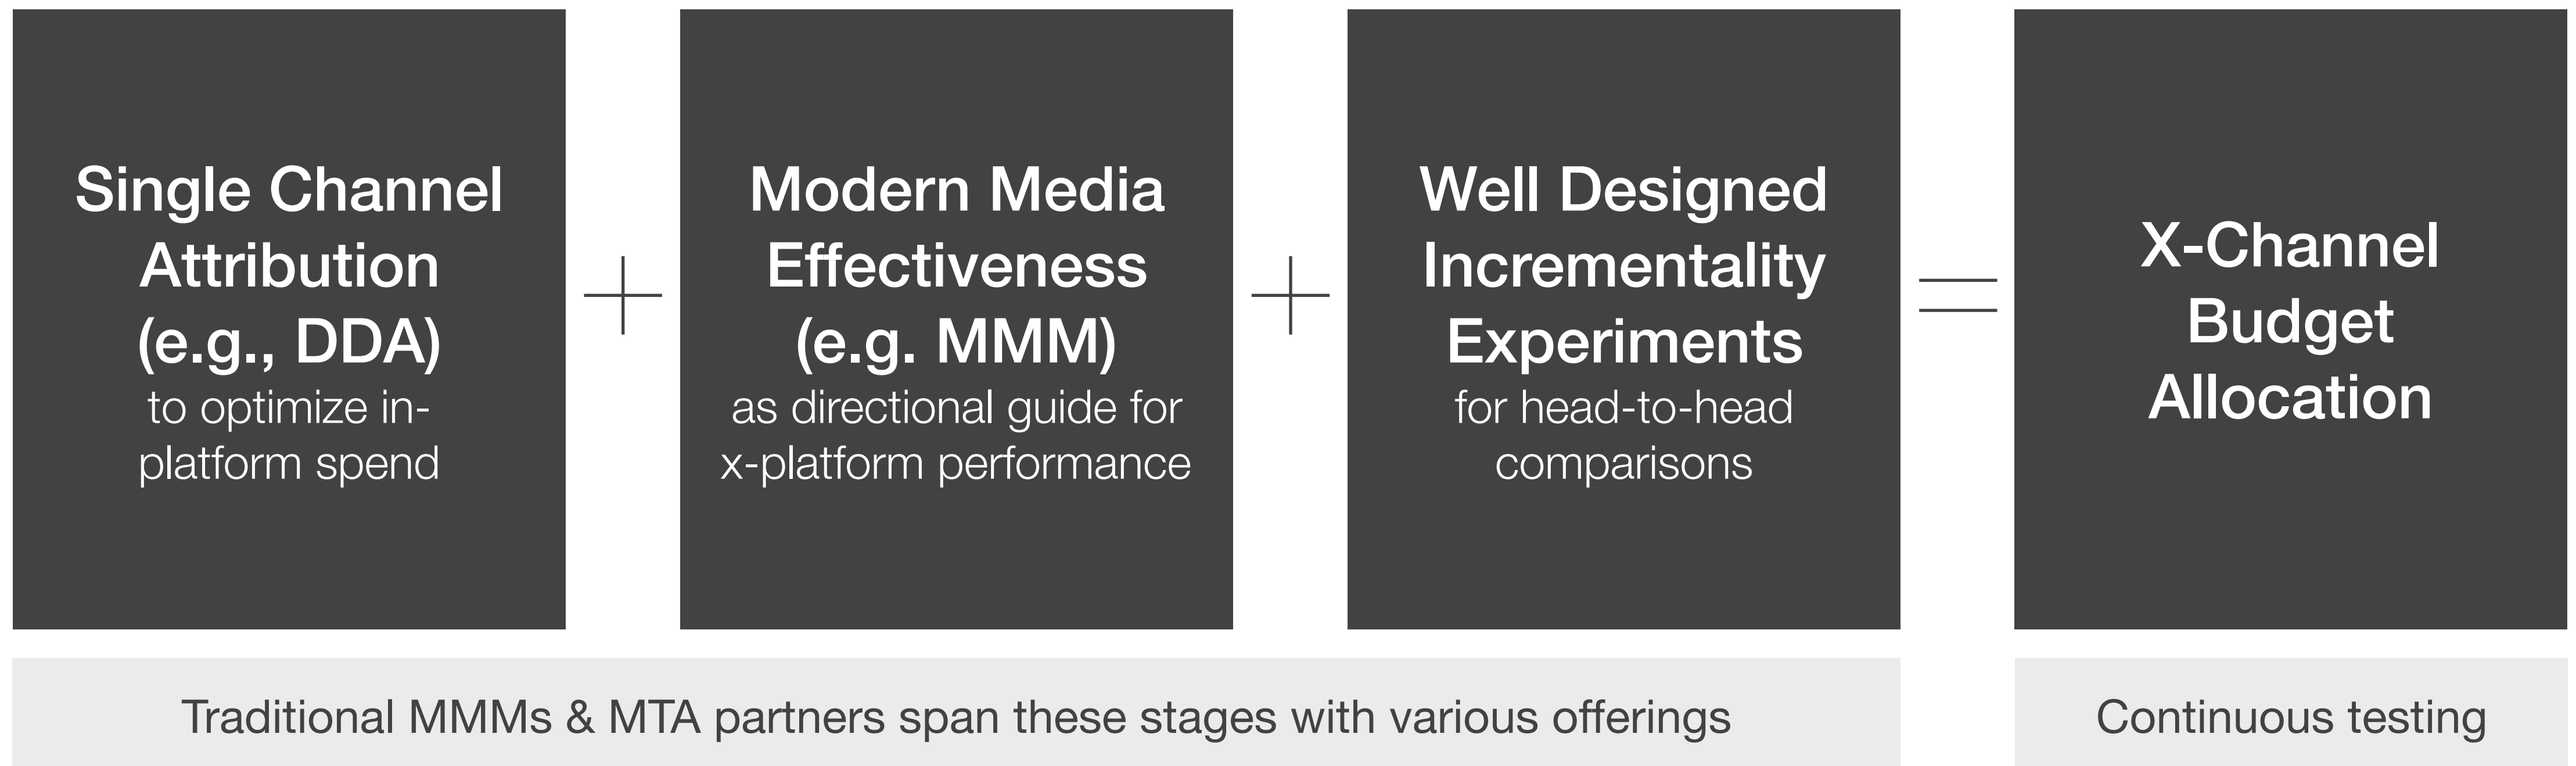 Single Channel
Attribution
(e.g., DDA)
to optimize in-
platform spend
+
Modern Media
Effectiveness
(e.g. MMM)
as directional guide for
x-platform performance
+
Well Designed
Incrementality
Experiments
for head-to-head
comparisons
=
X-Channel
Budget
Allocation
Traditional MMMs & MTA partners span these stages with various offerings
Continuous testing